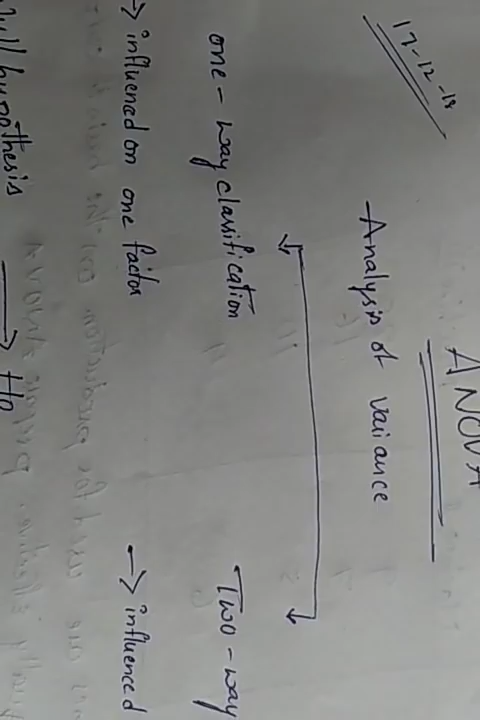 17-12-18
ANOVA
Analysis of variance
one-way classification
Two-way
→ influenced on one factor
→ influenced
Null hypothesis → H0